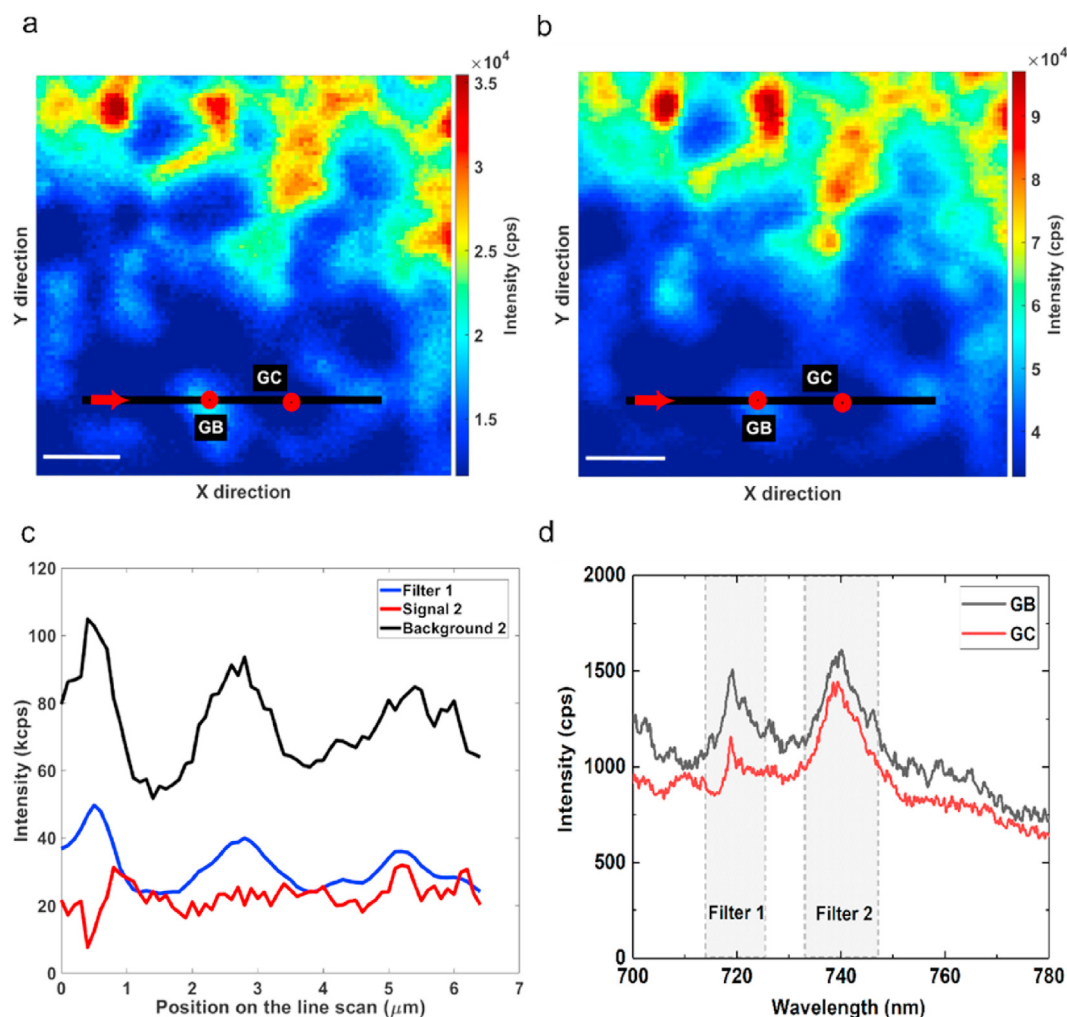 a
×10⁴
3.5
3
2.5
2
1.5
Intensity (cps)
Y direction
GC
GB
X direction
b
×10⁴
9
8
7
6
5
4
Intensity (cps)
Y direction
GC
GB
X direction
c
120
100
80
60
40
20
0
Intensity (kcps)
Filter 1
Signal 2
Background 2
0 1 2 3 4 5 6 7
Position on the line scan (μm)
d
2000
1500
1000
500
0
Intensity (cps)
GB
GC
Filter 1
Filter 2
700 720 740 760 780
Wavelength (nm)